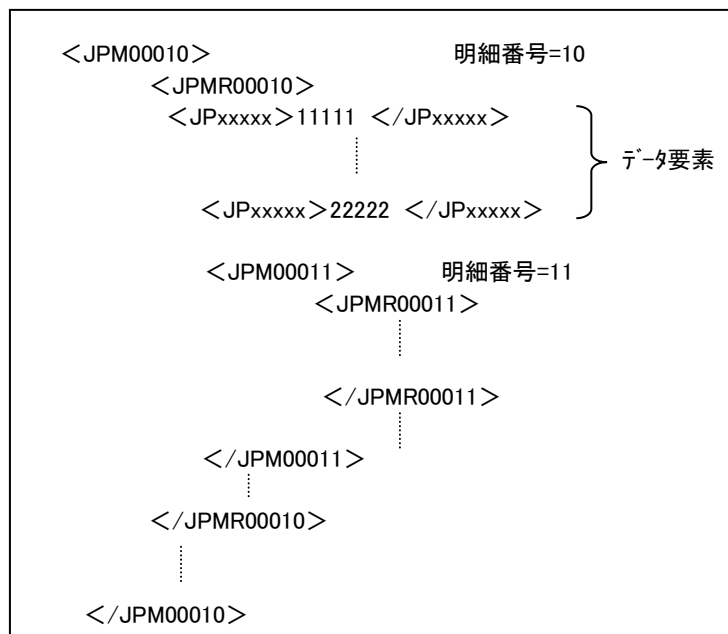 <JPM00010> 明細番号=10
<JPMR00010>
<JPxxxxx>11111 </JPxxxxx>
データ要素
<JPxxxxx>22222 </JPxxxxx>
<JPM00011> 明細番号=11
<JPMR00011>
</JPMR00011>
</JPM00011>
</JPMR00010>
</JPM00010>